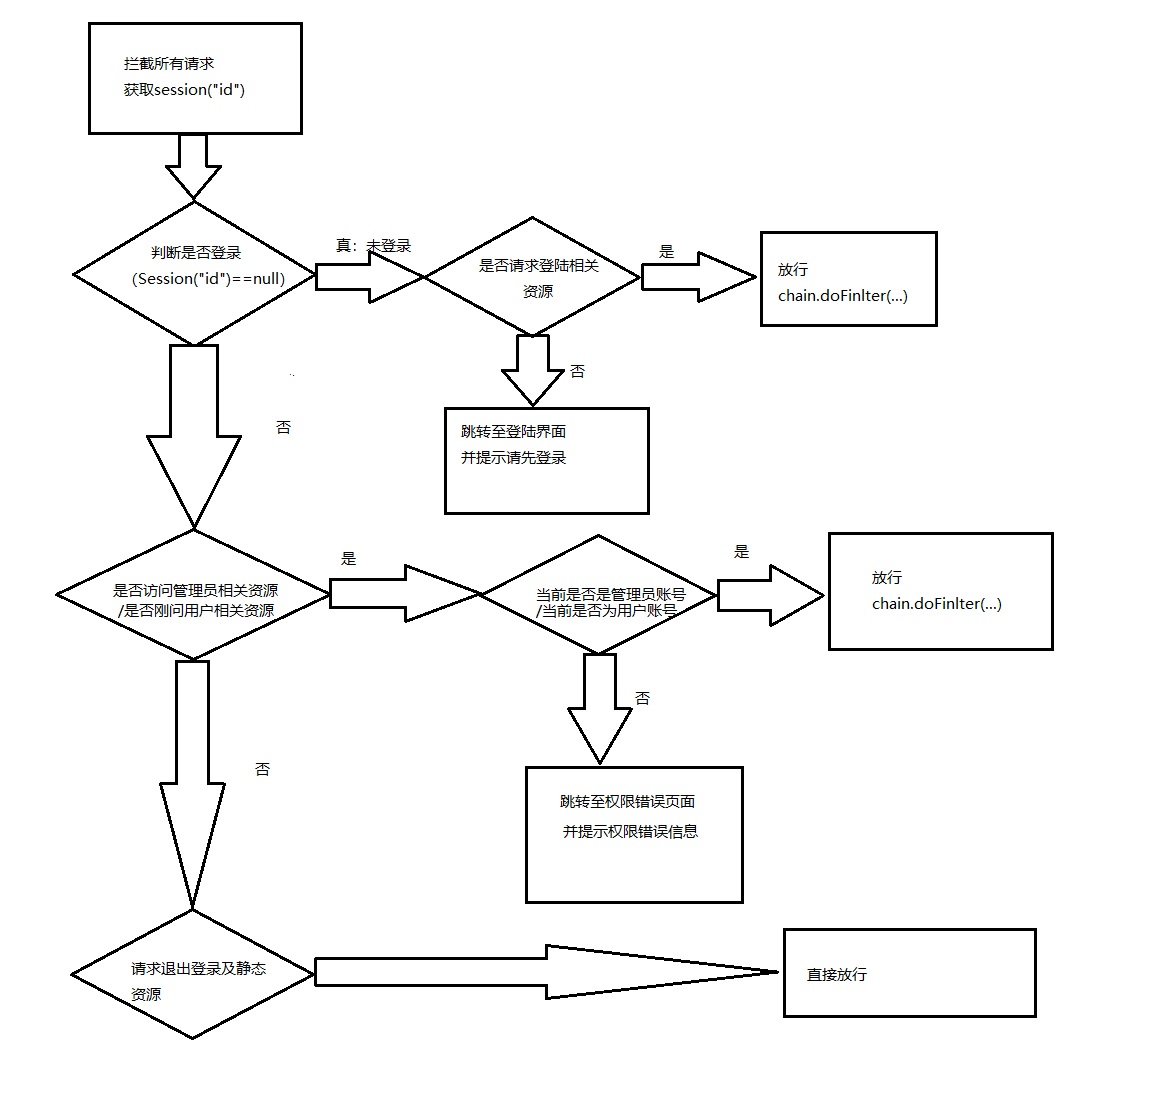 拦截所有请求
获取session("id")
判断是否登录
(Session("id")==null)
真：未登录
是否请求登陆相关
资源
是
放行
chain.doFinlter(...)
否
跳转至登陆界面
并提示请先登录
否
是否访问管理员相关资源
/是否刚问用户相关资源
是
当前是否是管理员账号
/当前是否为用户账号
是
放行
chain.doFinlter(...)
否
跳转至权限错误页面
并提示权限错误信息
否
请求退出登录及静态
资源
直接放行